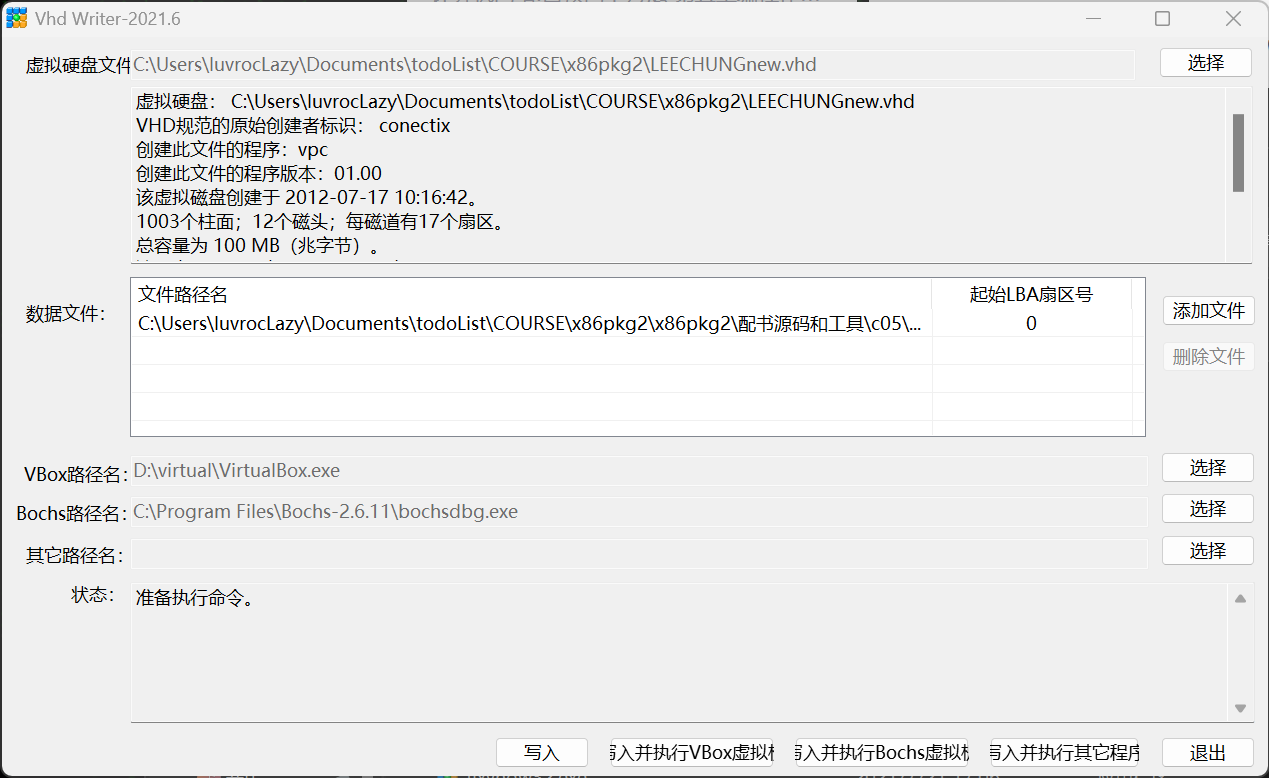 Vhd Writer-2021.6
虚拟硬盘文件 C:\Users\luvrocLazy\Documents\todoList\COURSE\x86pkg2\LEECHUNGnew.vhd 选择
虚拟硬盘： C:\Users\luvrocLazy\Documents\todoList\COURSE\x86pkg2\LEECHUNGnew.vhd
VHD规范的原始创建者标识： conectix
创建此文件的程序：vpc
创建此文件的程序版本：01.00
该虚拟磁盘创建于 2012-07-17 10:16:42。
1003个柱面；12个磁头；每磁道有17个扇区。
总容量为 100 MB（兆字节）。
数据文件：
文件路径名 起始LBA扇区号
C:\Users\luvrocLazy\Documents\todoList\COURSE\x86pkg2\x86pkg2\配书源码和工具\c05\... 0
添加文件
删除文件
VBox路径名： D:\virtual\VirtualBox.exe 选择
Bochs路径名： C:\Program Files\Bochs-2.6.11\bochsdbg.exe 选择
其它路径名： 选择
状态： 准备执行命令。
写入 写入并执行VBox虚拟机 写入并执行Bochs虚拟机 写入并执行其它程序 退出